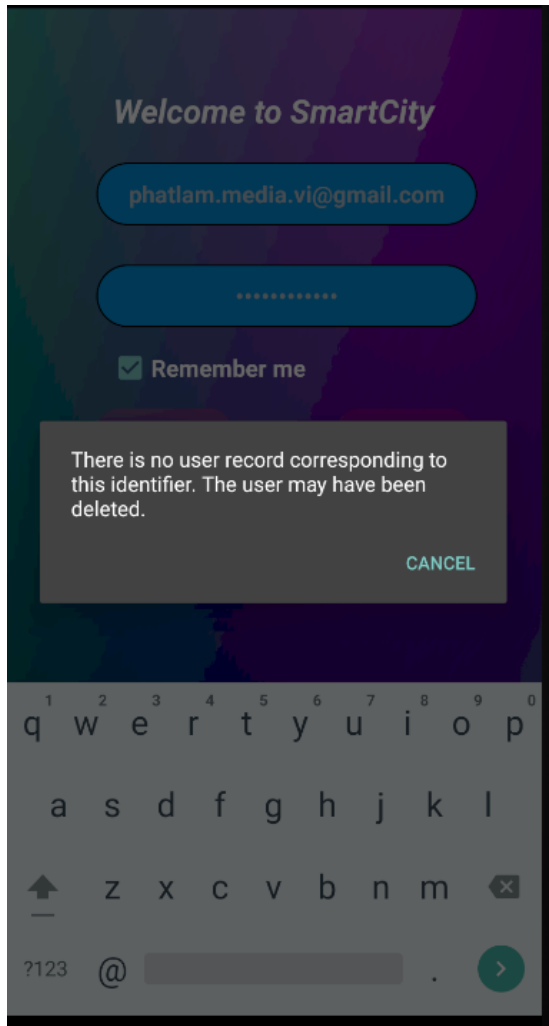 Welcome to SmartCity
phatlam.media.vi@gmail.com
••••••••••••
Remember me
There is no user record corresponding to
this identifier. The user may have been
deleted.
CANCEL
1 2 3 4 5 6 7 8 9 0
q w e r t y u i o p
a s d f g h j k l
z x c v b n m
?123 @ .